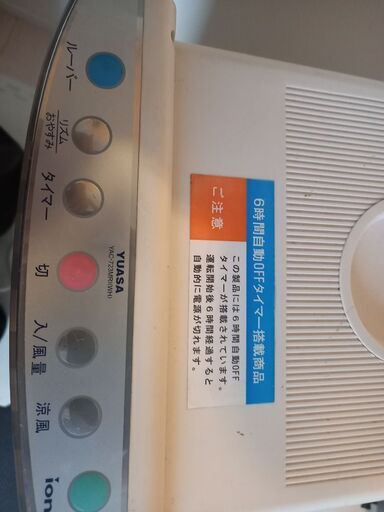 ルーバー
リズム
おやすみ
タイマー
切
入/風量
涼風
ion
YUASA
YAC-723MR(WH)
6時間自動OFFタイマー搭載商品
ご注意
この製品には6時間自動OFF
タイマーが搭載されています。
運転開始後6時間経過すると
自動的に電源が切れます。